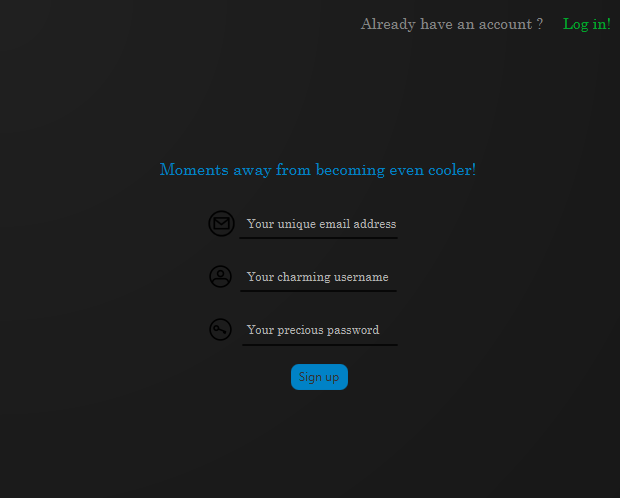 Already have an account ? Log in!
Moments away from becoming even cooler!
Your unique email address
Your charming username
Your precious password
Sign up